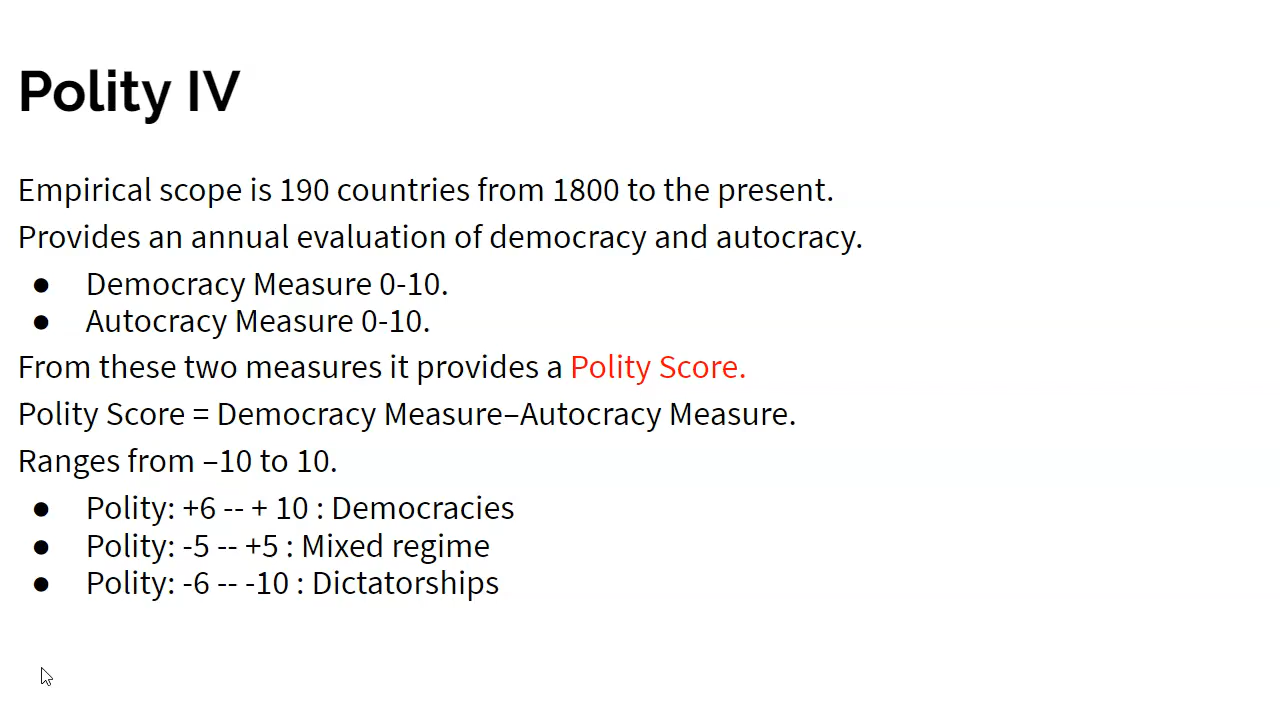 Polity IV
Empirical scope is 190 countries from 1800 to the present.
Provides an annual evaluation of democracy and autocracy.
● Democracy Measure 0-10.
● Autocracy Measure 0-10.
From these two measures it provides a Polity Score.
Polity Score = Democracy Measure–Autocracy Measure.
Ranges from –10 to 10.
● Polity: +6 -- + 10 : Democracies
● Polity: -5 -- +5 : Mixed regime
● Polity: -6 -- -10 : Dictatorships